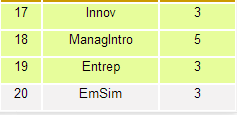 17 Innov 3
18 ManagIntro 5
19 Entrep 3
20 EmSim 3